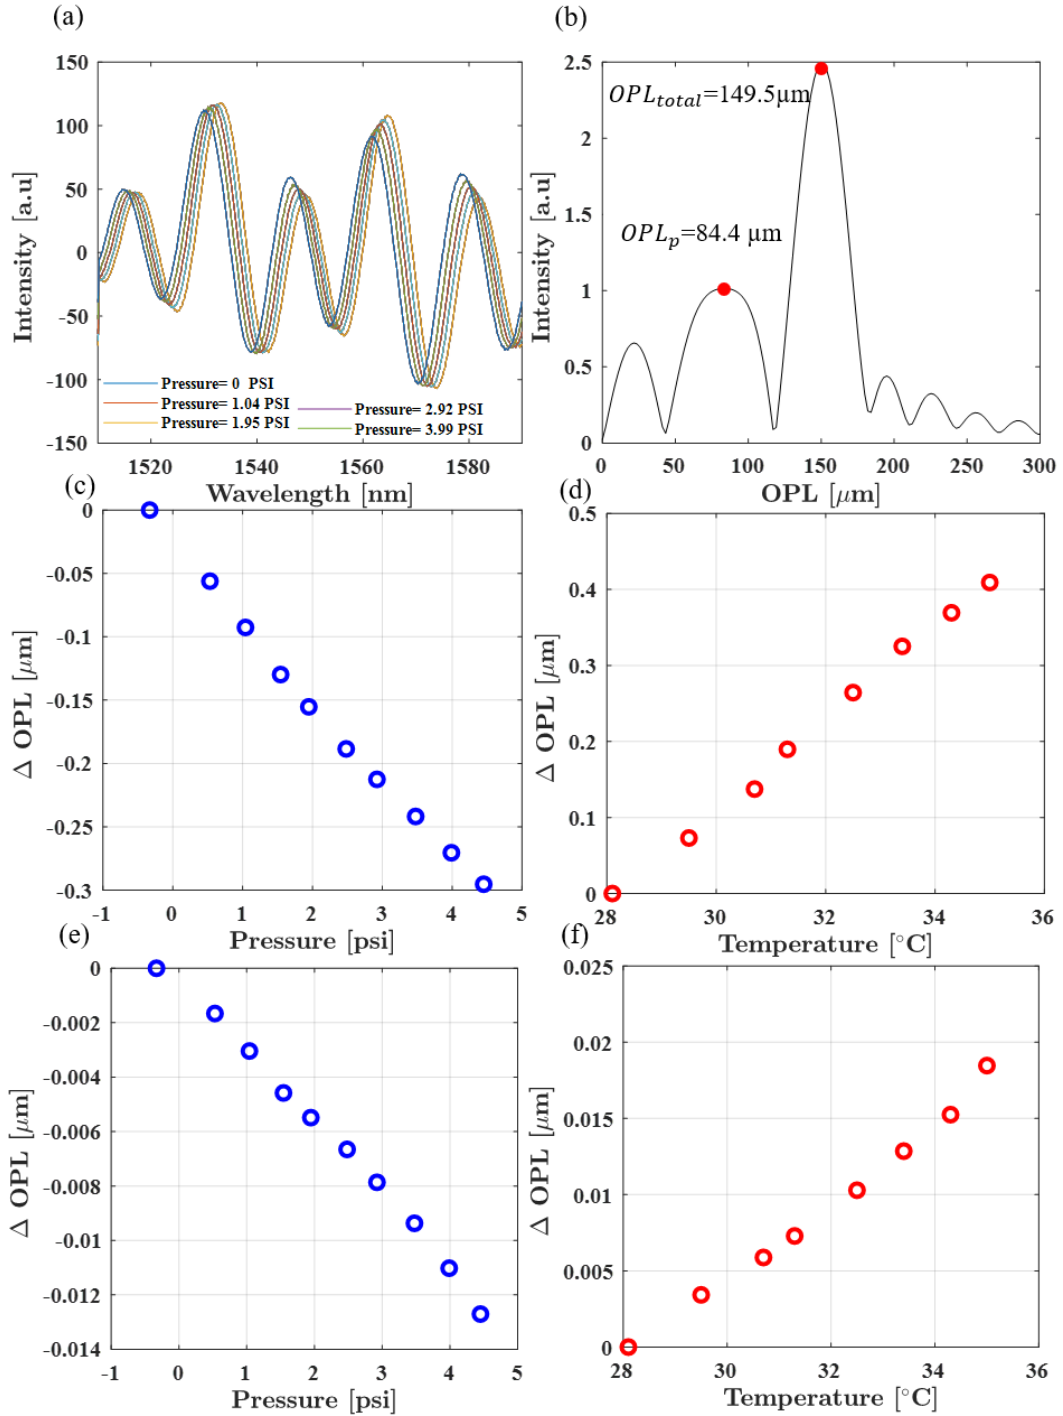 (a)
150
100
50
0
-50
-100
-150
Intensity [a.u]
Pressure= 0 PSI
Pressure= 1.04 PSI
Pressure= 1.95 PSI
Pressure= 2.92 PSI
Pressure= 3.99 PSI
1520 1540 1560 1580
Wavelength [nm]
(b)
2.5
2
1.5
1
0.5
0
Intensity [a.u]
OPL_total=149.5µm
OPL_p=84.4 µm
0 50 100 150 200 250 300
OPL [µm]
(c)
0
-0.05
-0.1
-0.15
-0.2
-0.25
-0.3
Δ OPL [µm]
-1 0 1 2 3 4 5
Pressure [psi]
(d)
0.5
0.4
0.3
0.2
0.1
0
Δ OPL [µm]
28 30 32 34 36
Temperature [°C]
(e)
0
-0.002
-0.004
-0.006
-0.008
-0.01
-0.012
-0.014
Δ OPL [µm]
-1 0 1 2 3 4 5
Pressure [psi]
(f)
0.025
0.02
0.015
0.01
0.005
0
Δ OPL [µm]
28 30 32 34 36
Temperature [°C]